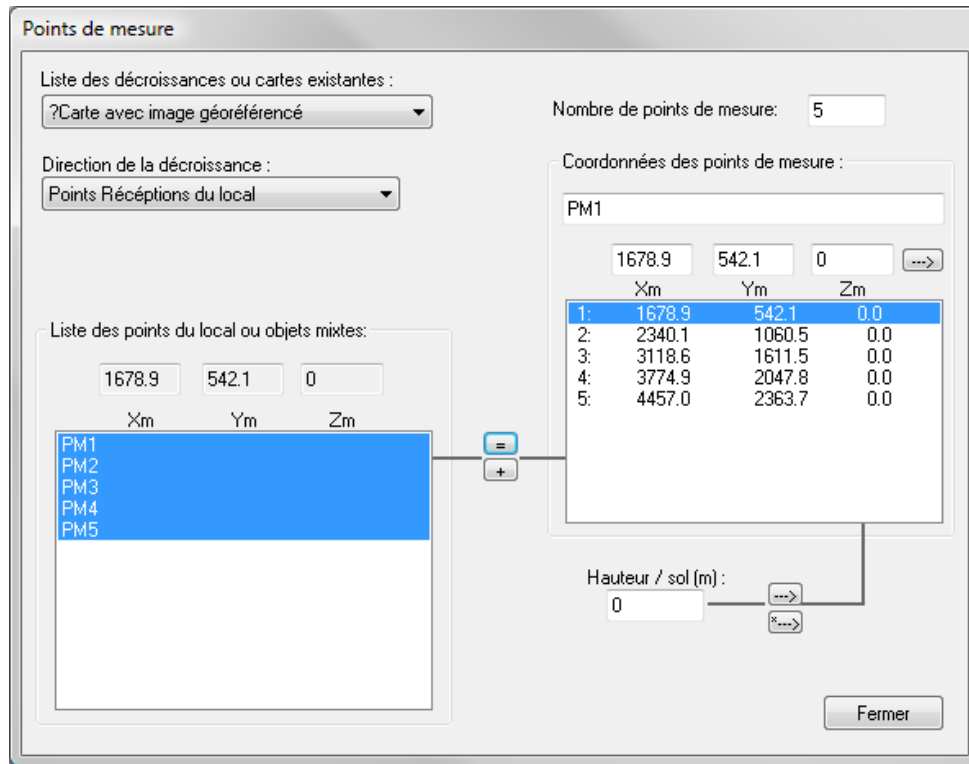 Points de mesure
Liste des décroissances ou cartes existantes :
?Carte avec image géoréférencé
Nombre de points de mesure: 5
Direction de la décroissance :
Points Récéptions du local
Coordonnées des points de mesure :
PM1
1678.9 542.1 0 --->
Xm Ym Zm
1: 1678.9 542.1 0.0
2: 2340.1 1060.5 0.0
3: 3118.6 1611.5 0.0
4: 3774.9 2047.8 0.0
5: 4457.0 2363.7 0.0
Liste des points du local ou objets mixtes:
1678.9 542.1 0
Xm Ym Zm
PM1
PM2
PM3
PM4
PM5
=
+
Hauteur / sol (m) :
0
--->
*--->
Fermer